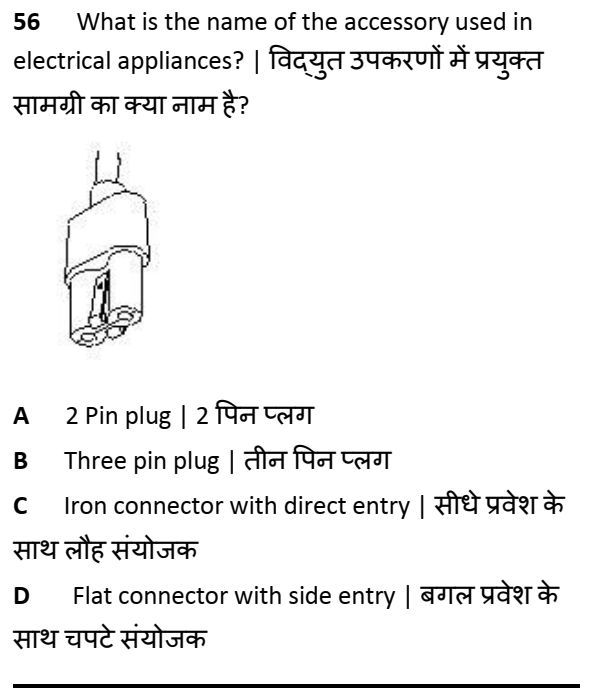 56 What is the name of the accessory used in
electrical appliances? | विद्युत उपकरणों में प्रयुक्त
सामग्री का क्या नाम है?
A 2 Pin plug | 2 पिन प्लग
B Three pin plug | तीन पिन प्लग
C Iron connector with direct entry | सीधे प्रवेश के
साथ लौह संयोजक
D Flat connector with side entry | बगल प्रवेश के
साथ चपटे संयोजक